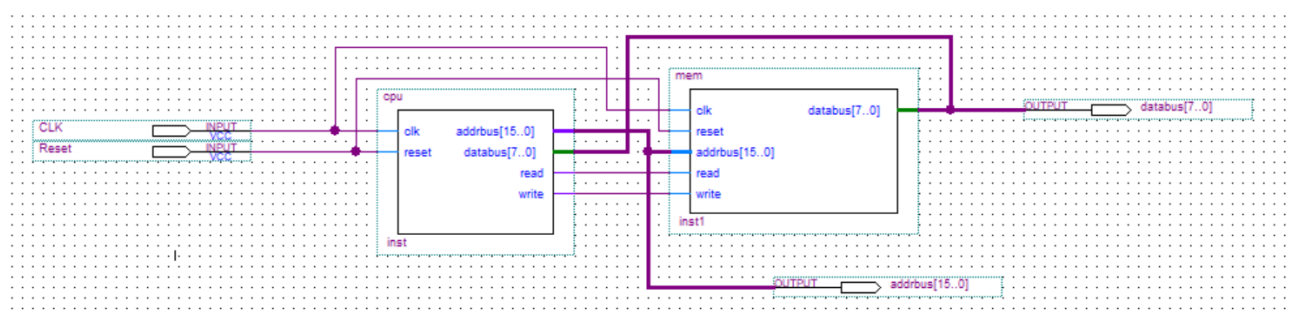 CLK INPUT VCC
Reset INPUT VCC
cpu
clk addrbus[15..0]
reset databus[7..0]
read
write
inst
mem
clk databus[7..0]
reset
addrbus[15..0]
read
write
inst1
OUTPUT databus[7..0]
OUTPUT addrbus[15..0]